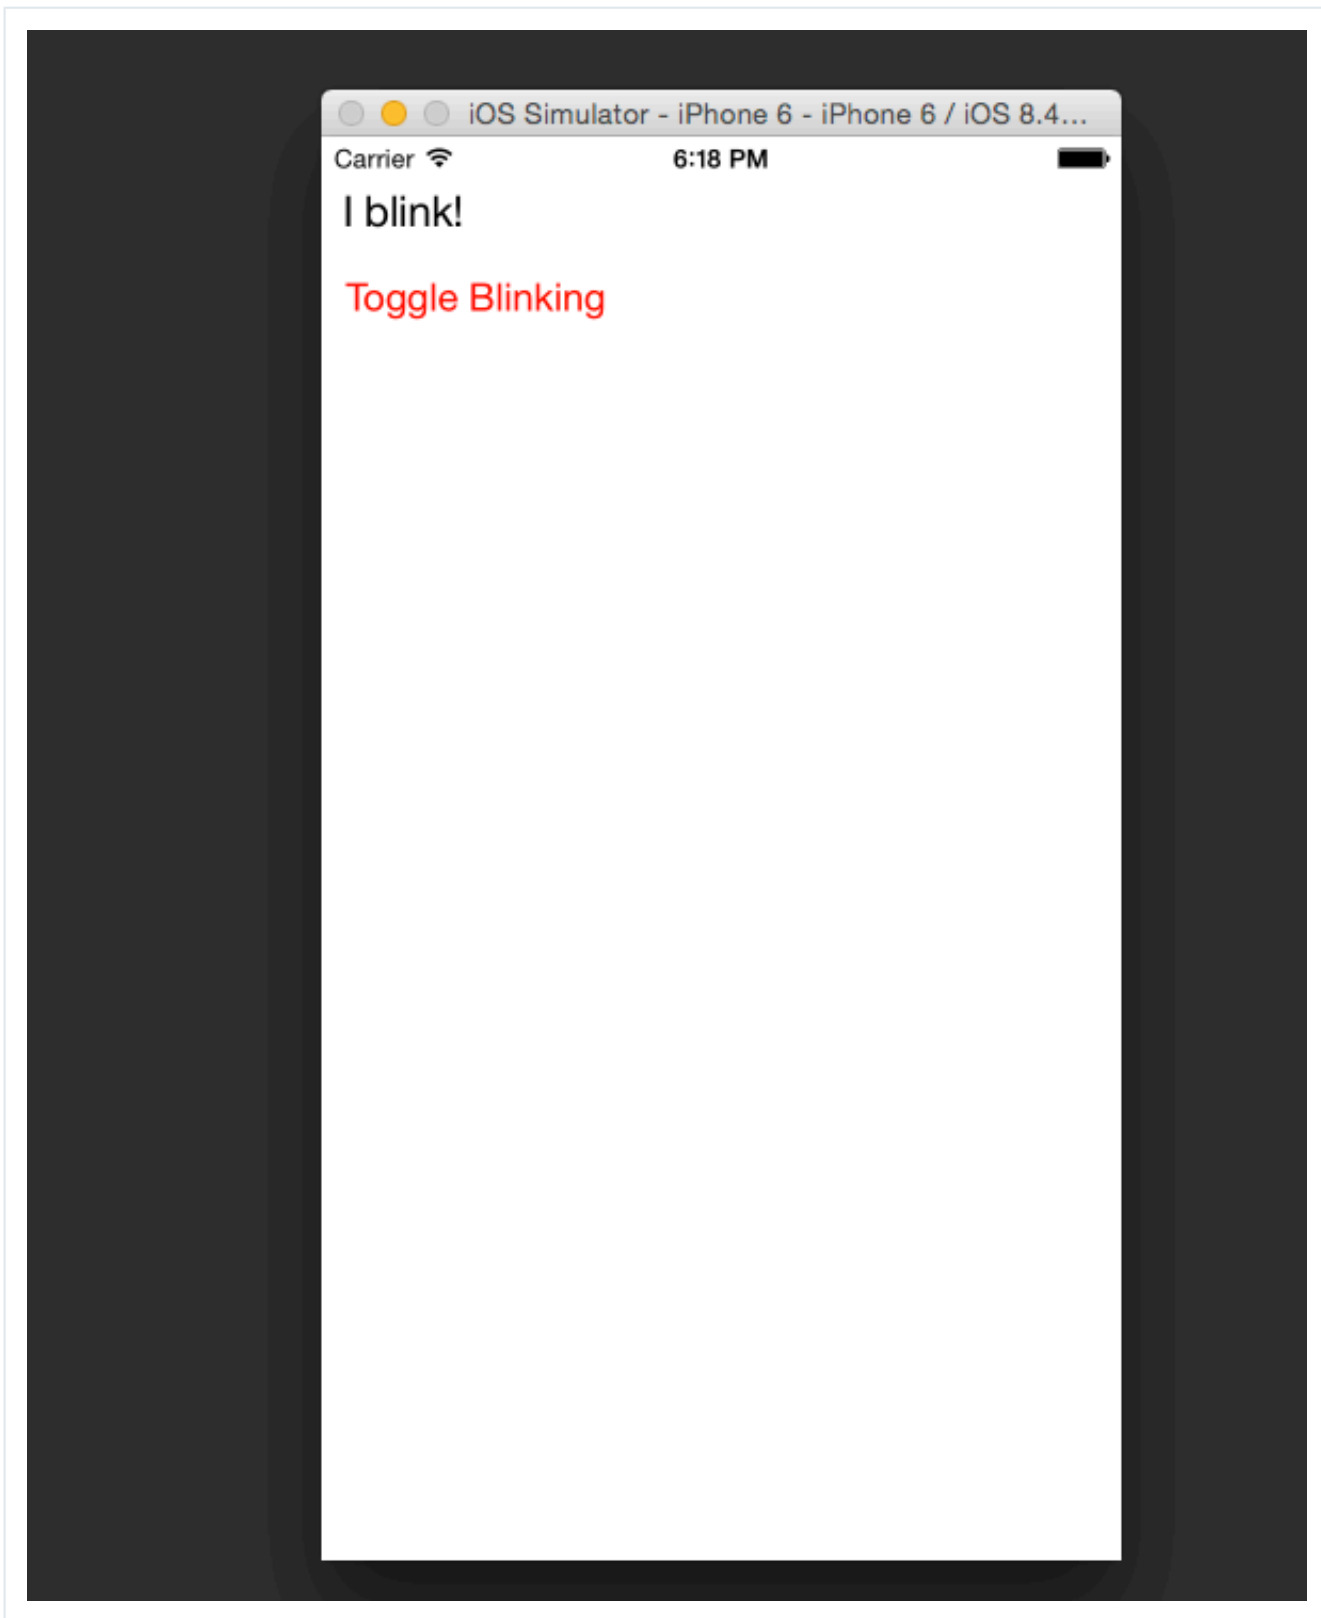 iOS Simulator - iPhone 6 - iPhone 6 / iOS 8.4...
Carrier 6:18 PM
I blink!
Toggle Blinking